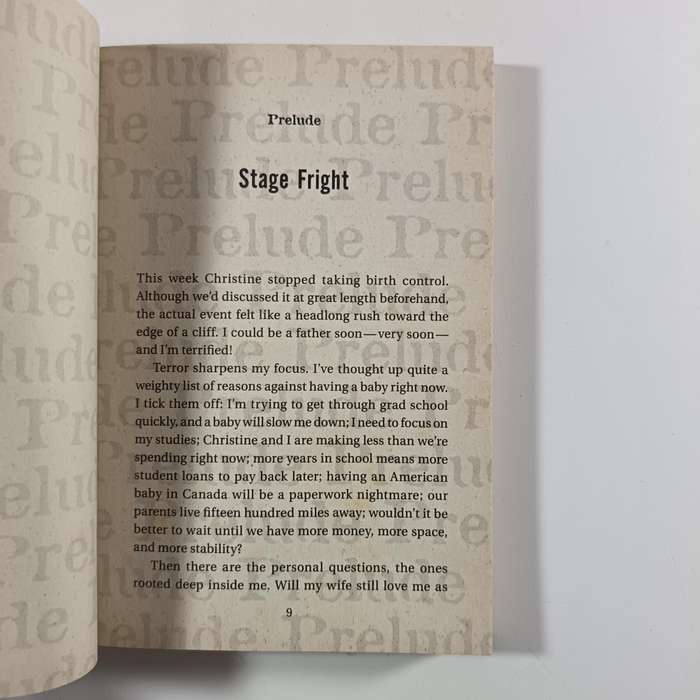 Prelude
Stage Fright
This week Christine stopped taking birth control.
Although we'd discussed it at great length beforehand,
the actual event felt like a headlong rush toward the
edge of a cliff. I could be a father soon—very soon—
and I'm terrified!
Terror sharpens my focus. I've thought up quite a
weighty list of reasons against having a baby right now.
I tick them off: I'm trying to get through grad school
quickly, and a baby will slow me down; I need to focus on
my studies; Christine and I are making less than we're
spending right now; more years in school means more
student loans to pay back later; having an American
baby in Canada will be a paperwork nightmare; our
parents live fifteen hundred miles away; wouldn't it be
better to wait until we have more money, more space,
and more stability?
Then there are the personal questions, the ones
rooted deep inside me. Will my wife still love me as
9